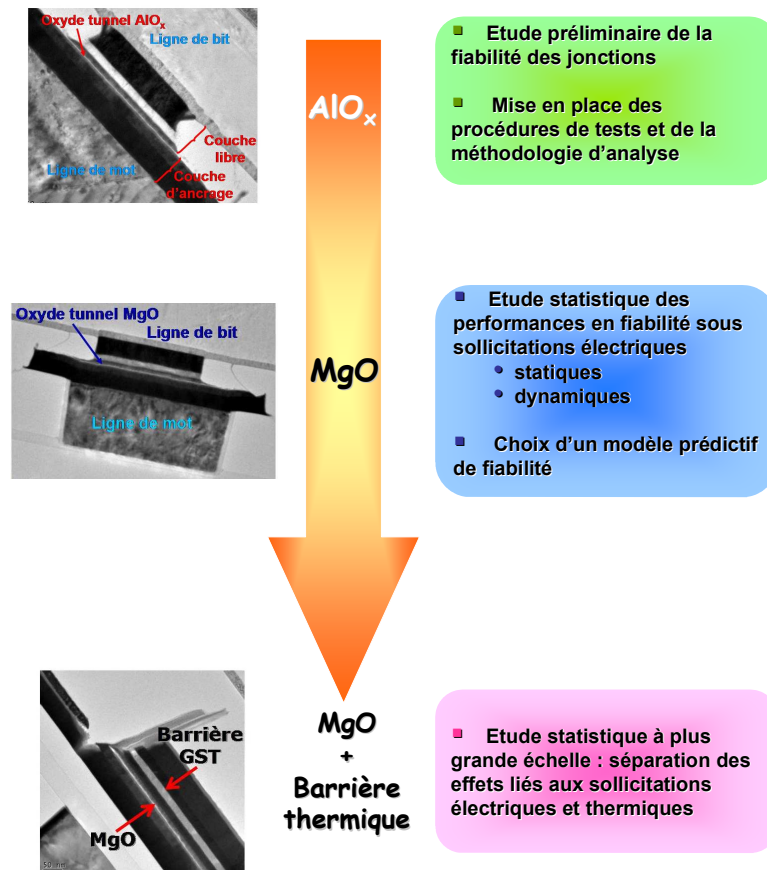 Oxyde tunnel AlOx
Ligne de bit
Couche
libre
Ligne de mot
Couche
d'ancrage
AlOx
▪ Etude préliminaire de la
fiabilité des jonctions
▪ Mise en place des
procédures de tests et de la
méthodologie d'analyse
Oxyde tunnel MgO
Ligne de bit
Ligne de mot
MgO
▪ Etude statistique des
performances en fiabilité sous
sollicitations électriques
• statiques
• dynamiques
▪ Choix d'un modèle prédictif
de fiabilité
Barrière
GST
MgO
50 nm
MgO
+
Barrière
thermique
▪ Etude statistique à plus
grande échelle : séparation des
effets liés aux sollicitations
électriques et thermiques